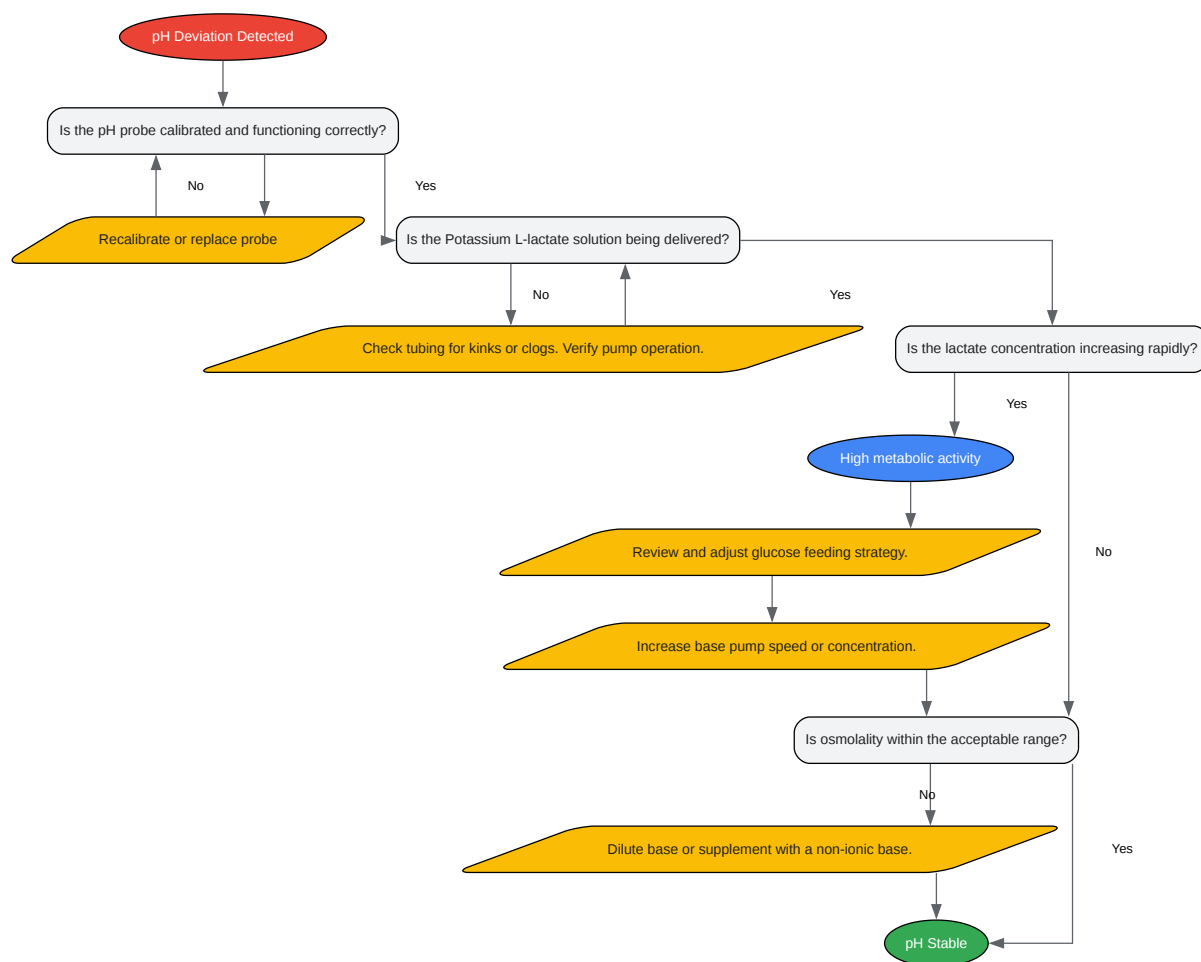 pH Deviation Detected
Is the pH probe calibrated and functioning correctly?
No
Yes
Recalibrate or replace probe
Is the Potassium L-lactate solution being delivered?
No
Yes
Check tubing for kinks or clogs. Verify pump operation.
Is the lactate concentration increasing rapidly?
Yes
High metabolic activity
Review and adjust glucose feeding strategy.
No
Increase base pump speed or concentration.
Is osmolality within the acceptable range?
No
Dilute base or supplement with a non-ionic base.
Yes
pH Stable